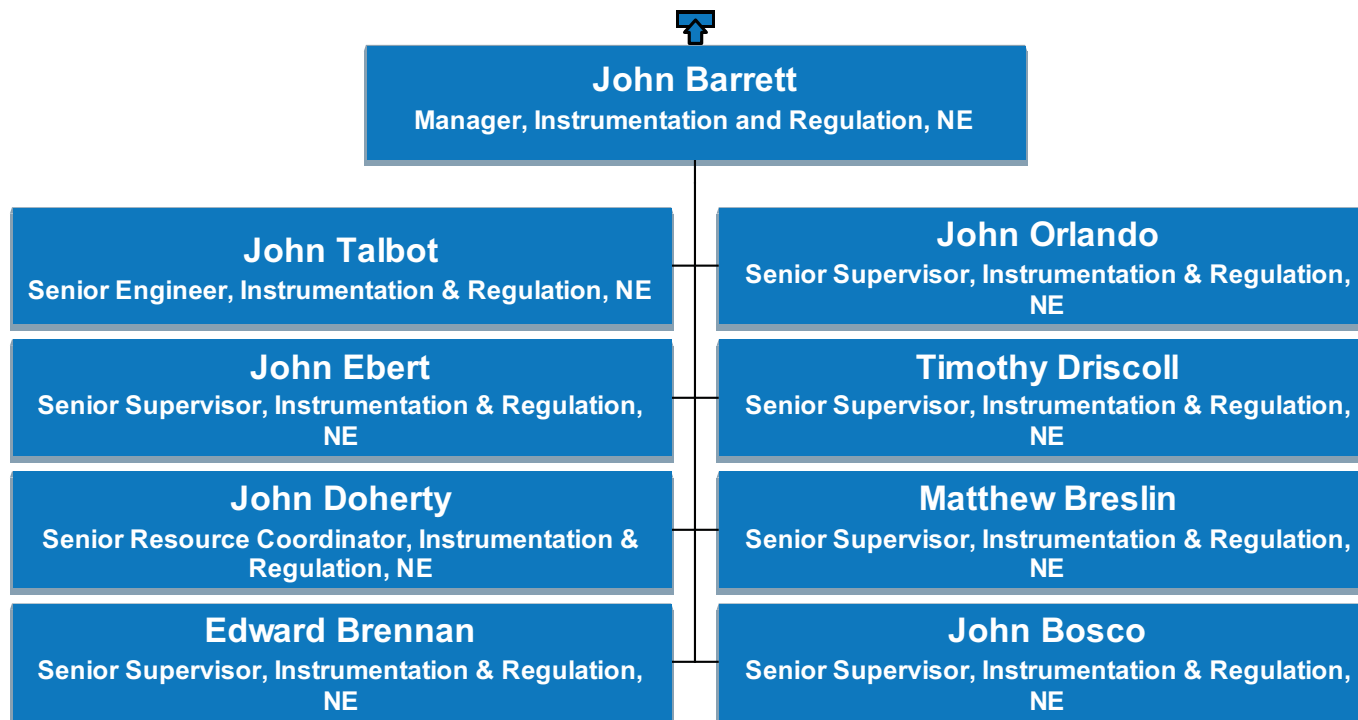 John Barrett
Manager, Instrumentation and Regulation, NE
John Talbot
Senior Engineer, Instrumentation & Regulation, NE
John Orlando
Senior Supervisor, Instrumentation & Regulation,
NE
John Ebert
Senior Supervisor, Instrumentation & Regulation,
NE
Timothy Driscoll
Senior Supervisor, Instrumentation & Regulation,
NE
John Doherty
Senior Resource Coordinator, Instrumentation &
Regulation, NE
Matthew Breslin
Senior Supervisor, Instrumentation & Regulation,
NE
Edward Brennan
Senior Supervisor, Instrumentation & Regulation,
NE
John Bosco
Senior Supervisor, Instrumentation & Regulation,
NE